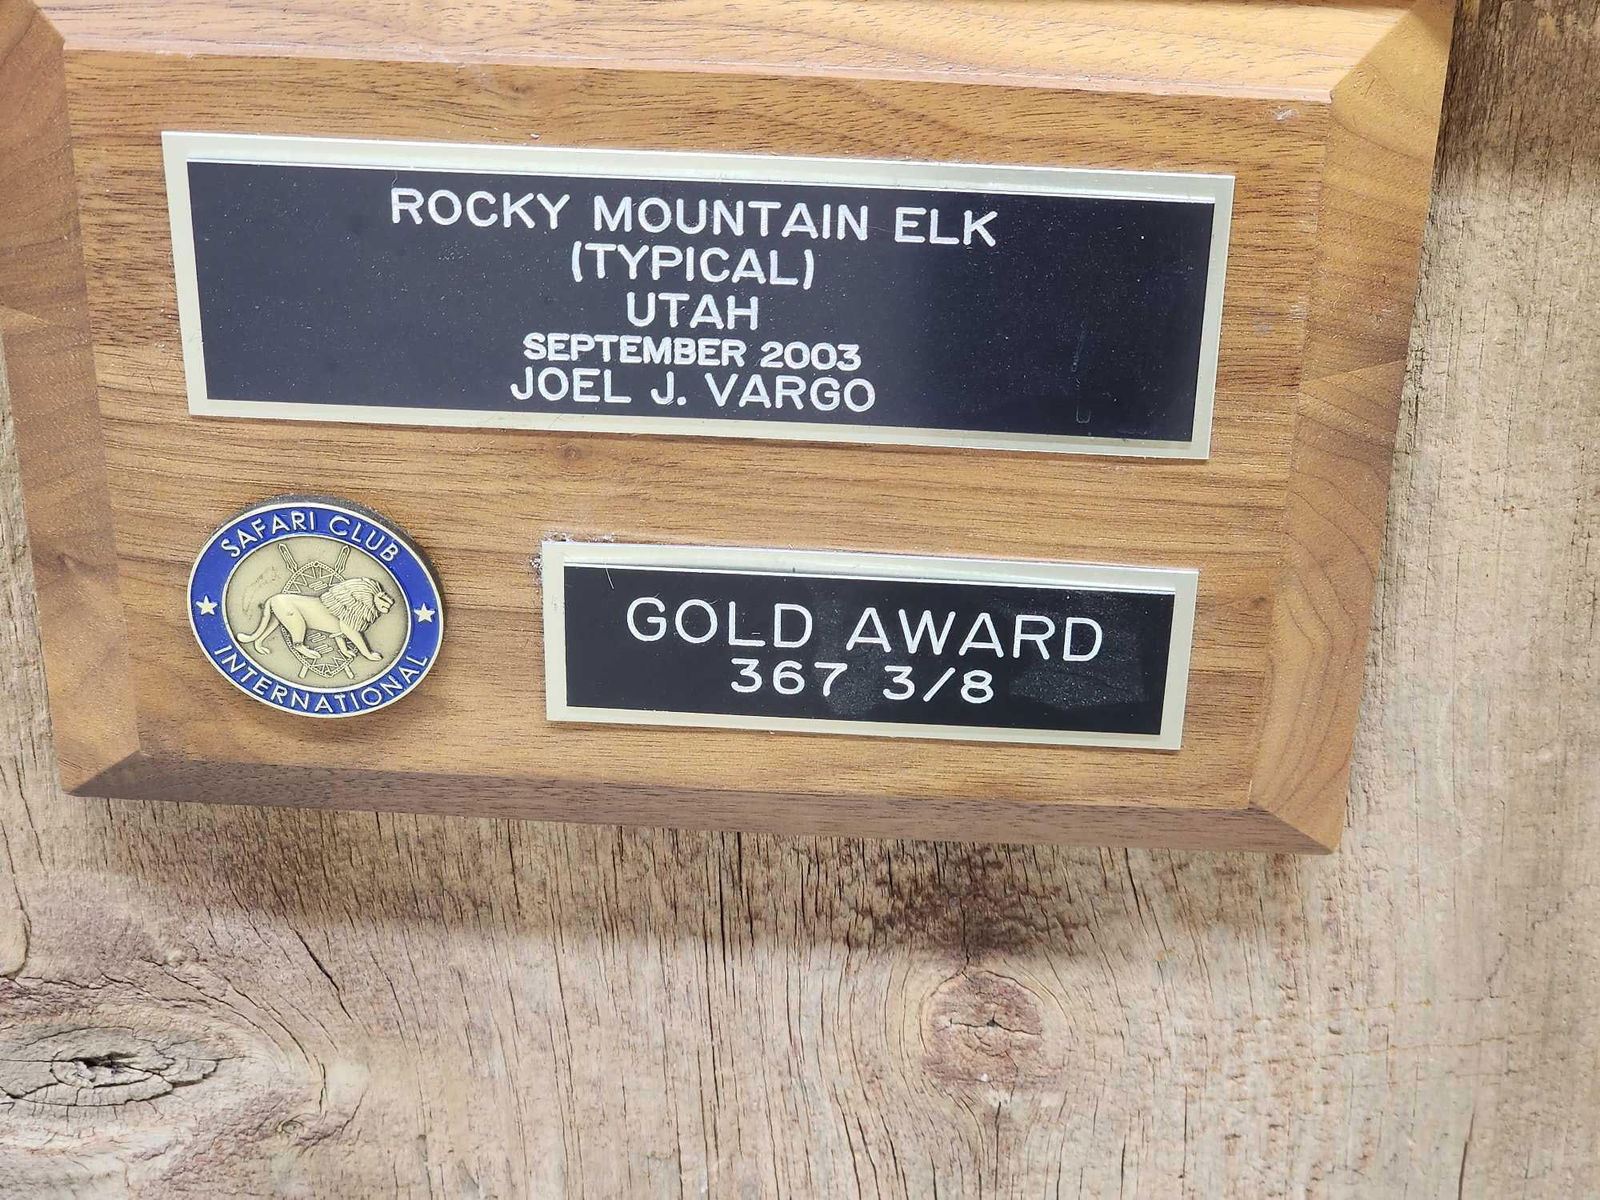 ROCKY MOUNTAIN ELK
(TYPICAL)
UTAH
SEPTEMBER 2003
JOEL J. VARGO
SAFARI CLUB
INTERNATIONAL
GOLD AWARD
367 3/8